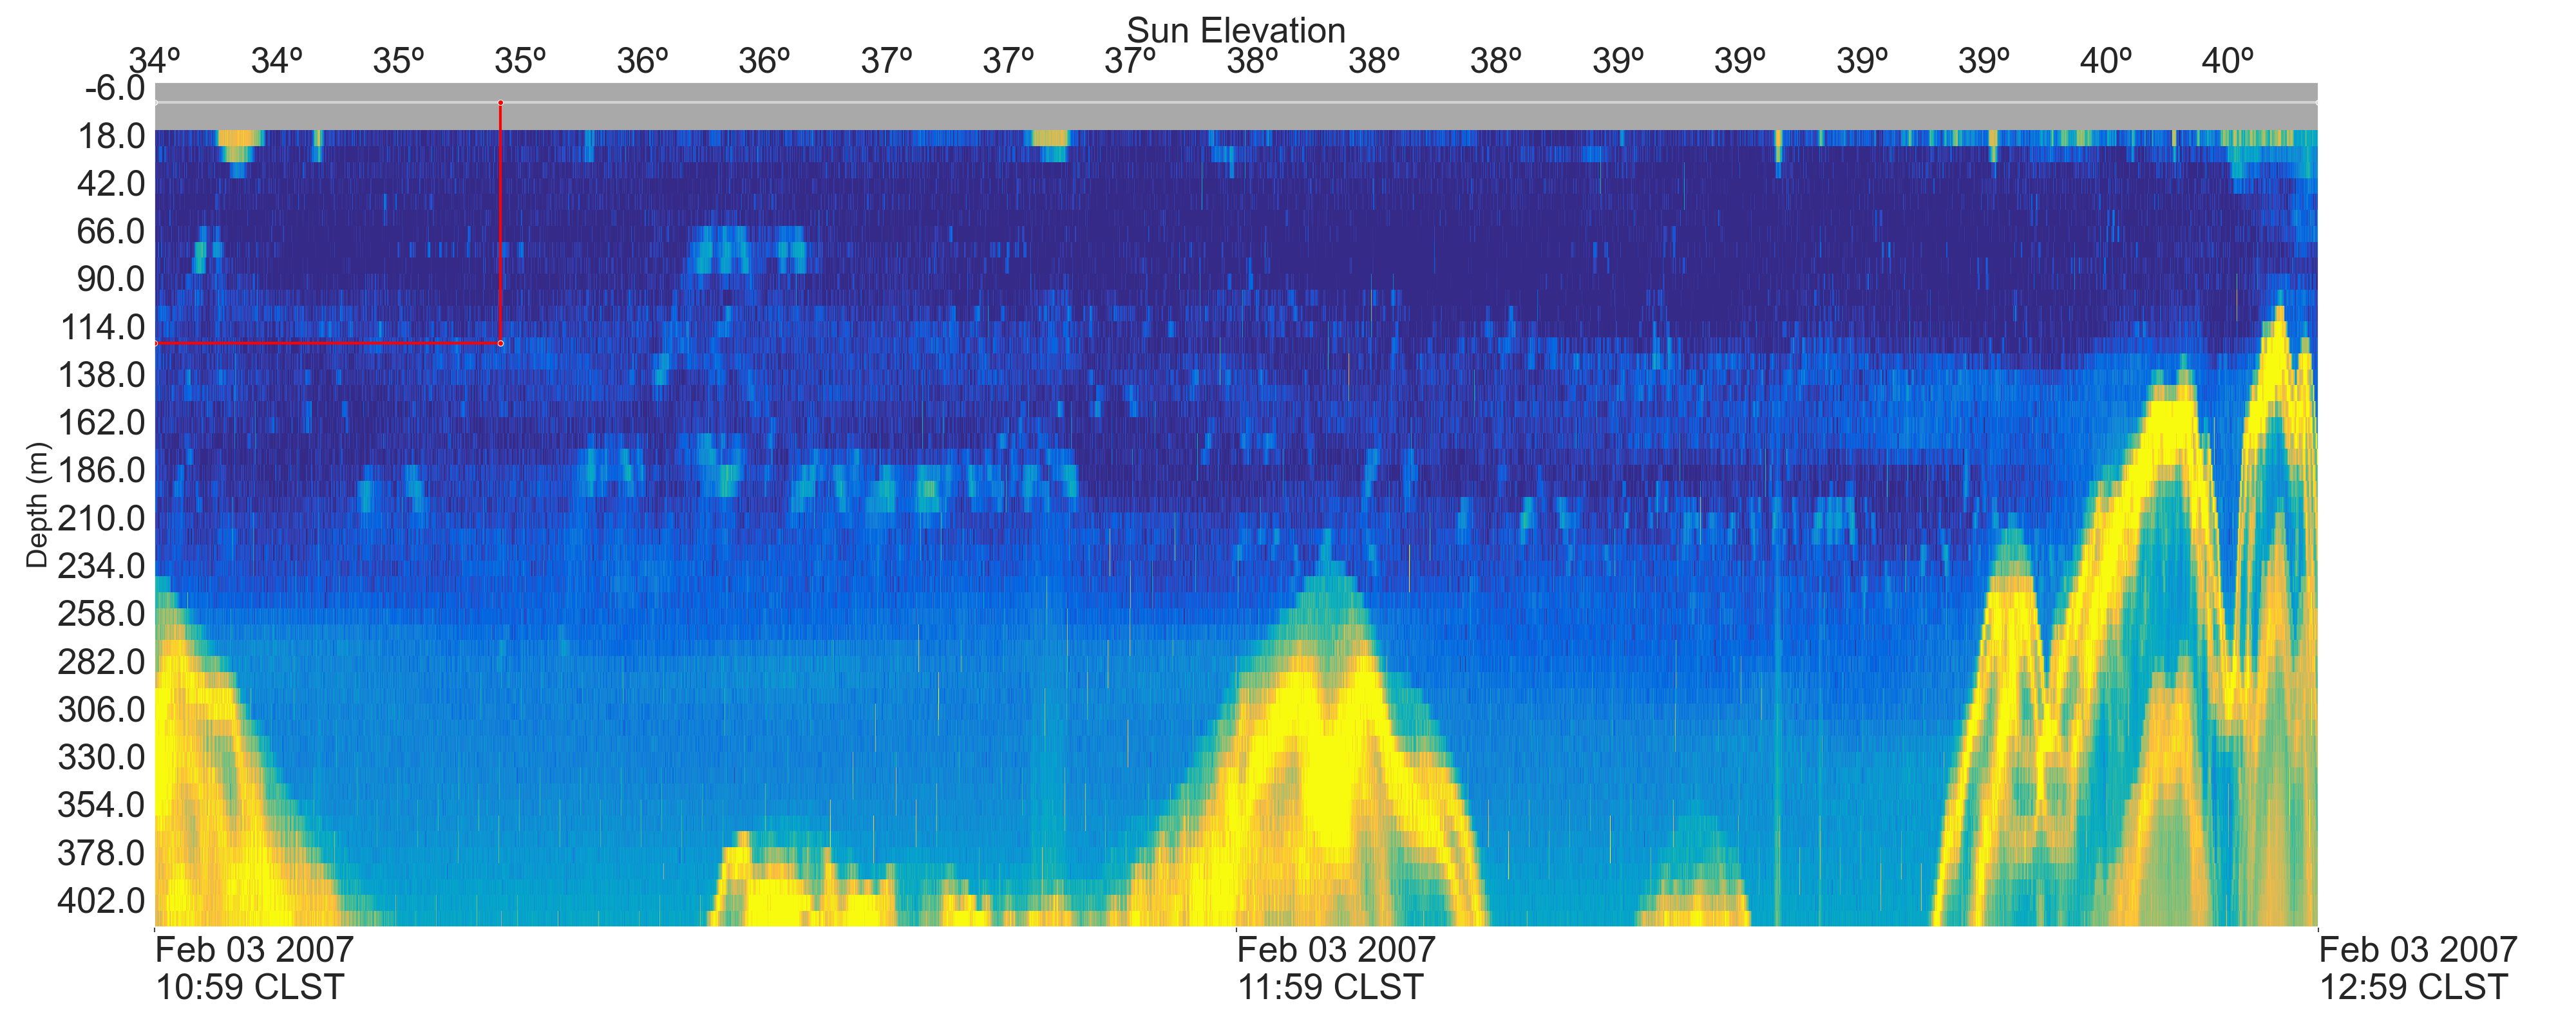 Sun Elevation
34º 34º 35º 35º 36º 36º 37º 37º 37º 38º 38º 38º 39º 39º 39º 39º 40º 40º
-6.0
18.0
42.0
66.0
90.0
114.0
138.0
162.0
186.0
210.0
234.0
258.0
282.0
306.0
330.0
354.0
378.0
402.0
Depth (m)
Feb 03 2007
10:59 CLST
Feb 03 2007
11:59 CLST
Feb 03 2007
12:59 CLST